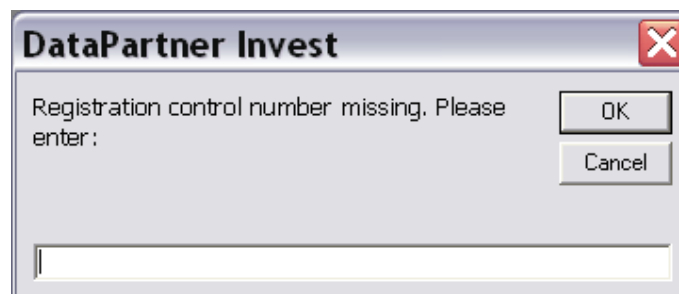 DataPartner Invest
Registration control number missing. Please
enter:
OK
Cancel